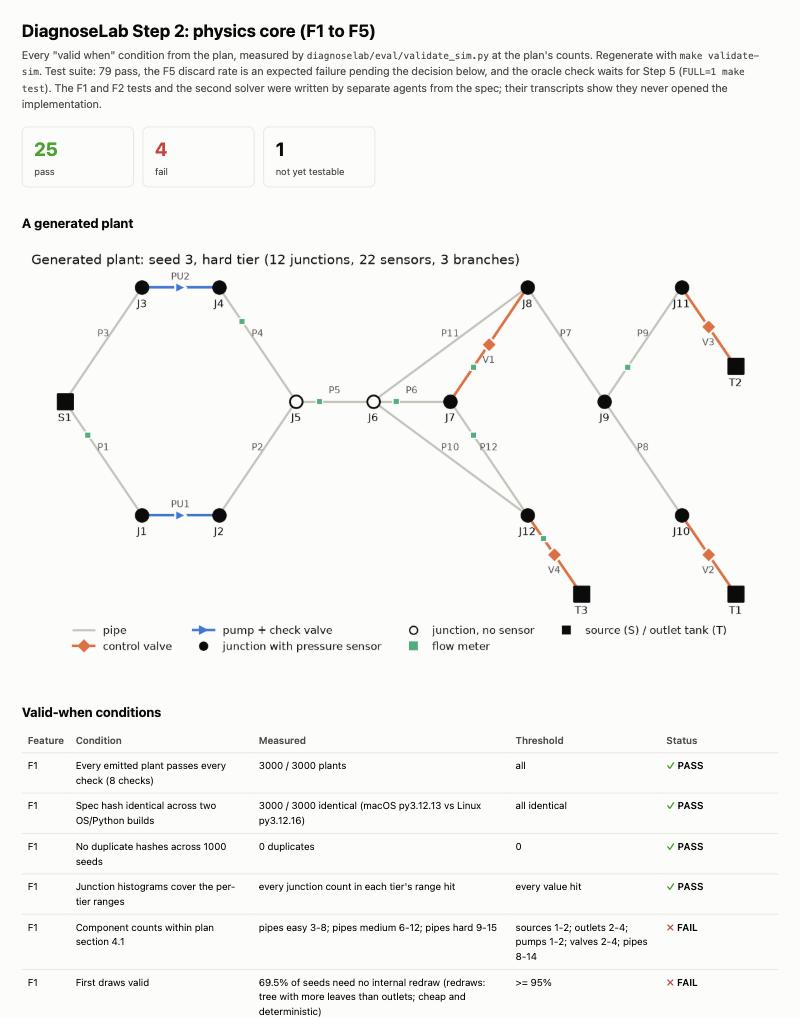 DiagnoseLab Step 2: physics core (F1 to F5)
Every "valid when" condition from the plan, measured by diagnoselab/eval/validate_sim.py at the plan's counts. Regenerate with make validate-
sim. Test suite: 79 pass, the F5 discard rate is an expected failure pending the decision below, and the oracle check waits for Step 5 (FULL=1 make
test). The F1 and F2 tests and the second solver were written by separate agents from the spec; their transcripts show they never opened the
implementation.
25
pass
4
fail
1
not yet testable
A generated plant
Generated plant: seed 3, hard tier (12 junctions, 22 sensors, 3 branches)
PU2
J3
J4
J8
J11
P3
P4
P11
P7
P9
V3
V1
T2
P5
P6
S1
J5
J6
J7
J9
P1
P2
P10
P12
P8
PU1
J1
J2
J12
J10
V4
V2
T3
T1
pipe
pump + check valve
junction, no sensor
source (S) / outlet tank (T)
control valve
junction with pressure sensor
flow meter
Valid-when conditions
Feature Condition Measured Threshold Status
F1 Every emitted plant passes every 3000 / 3000 plants all ✓ PASS
check (8 checks)
F1 Spec hash identical across two 3000 / 3000 identical (macOS py3.12.13 vs Linux all identical ✓ PASS
OS/Python builds py3.12.16)
F1 No duplicate hashes across 1000 0 duplicates 0 ✓ PASS
seeds
F1 Junction histograms cover the per- every junction count in each tier's range hit every value hit ✓ PASS
tier ranges
F1 Component counts within plan pipes easy 3-8; pipes medium 6-12; pipes hard 9-15 sources 1-2; outlets 2-4; ✕ FAIL
section 4.1 pumps 1-2; valves 2-4; pipes
8-14
F1 First draws valid 69.5% of seeds need no internal redraw (redraws: >= 95% ✕ FAIL
tree with more leaves than outlets; cheap and
deterministic)